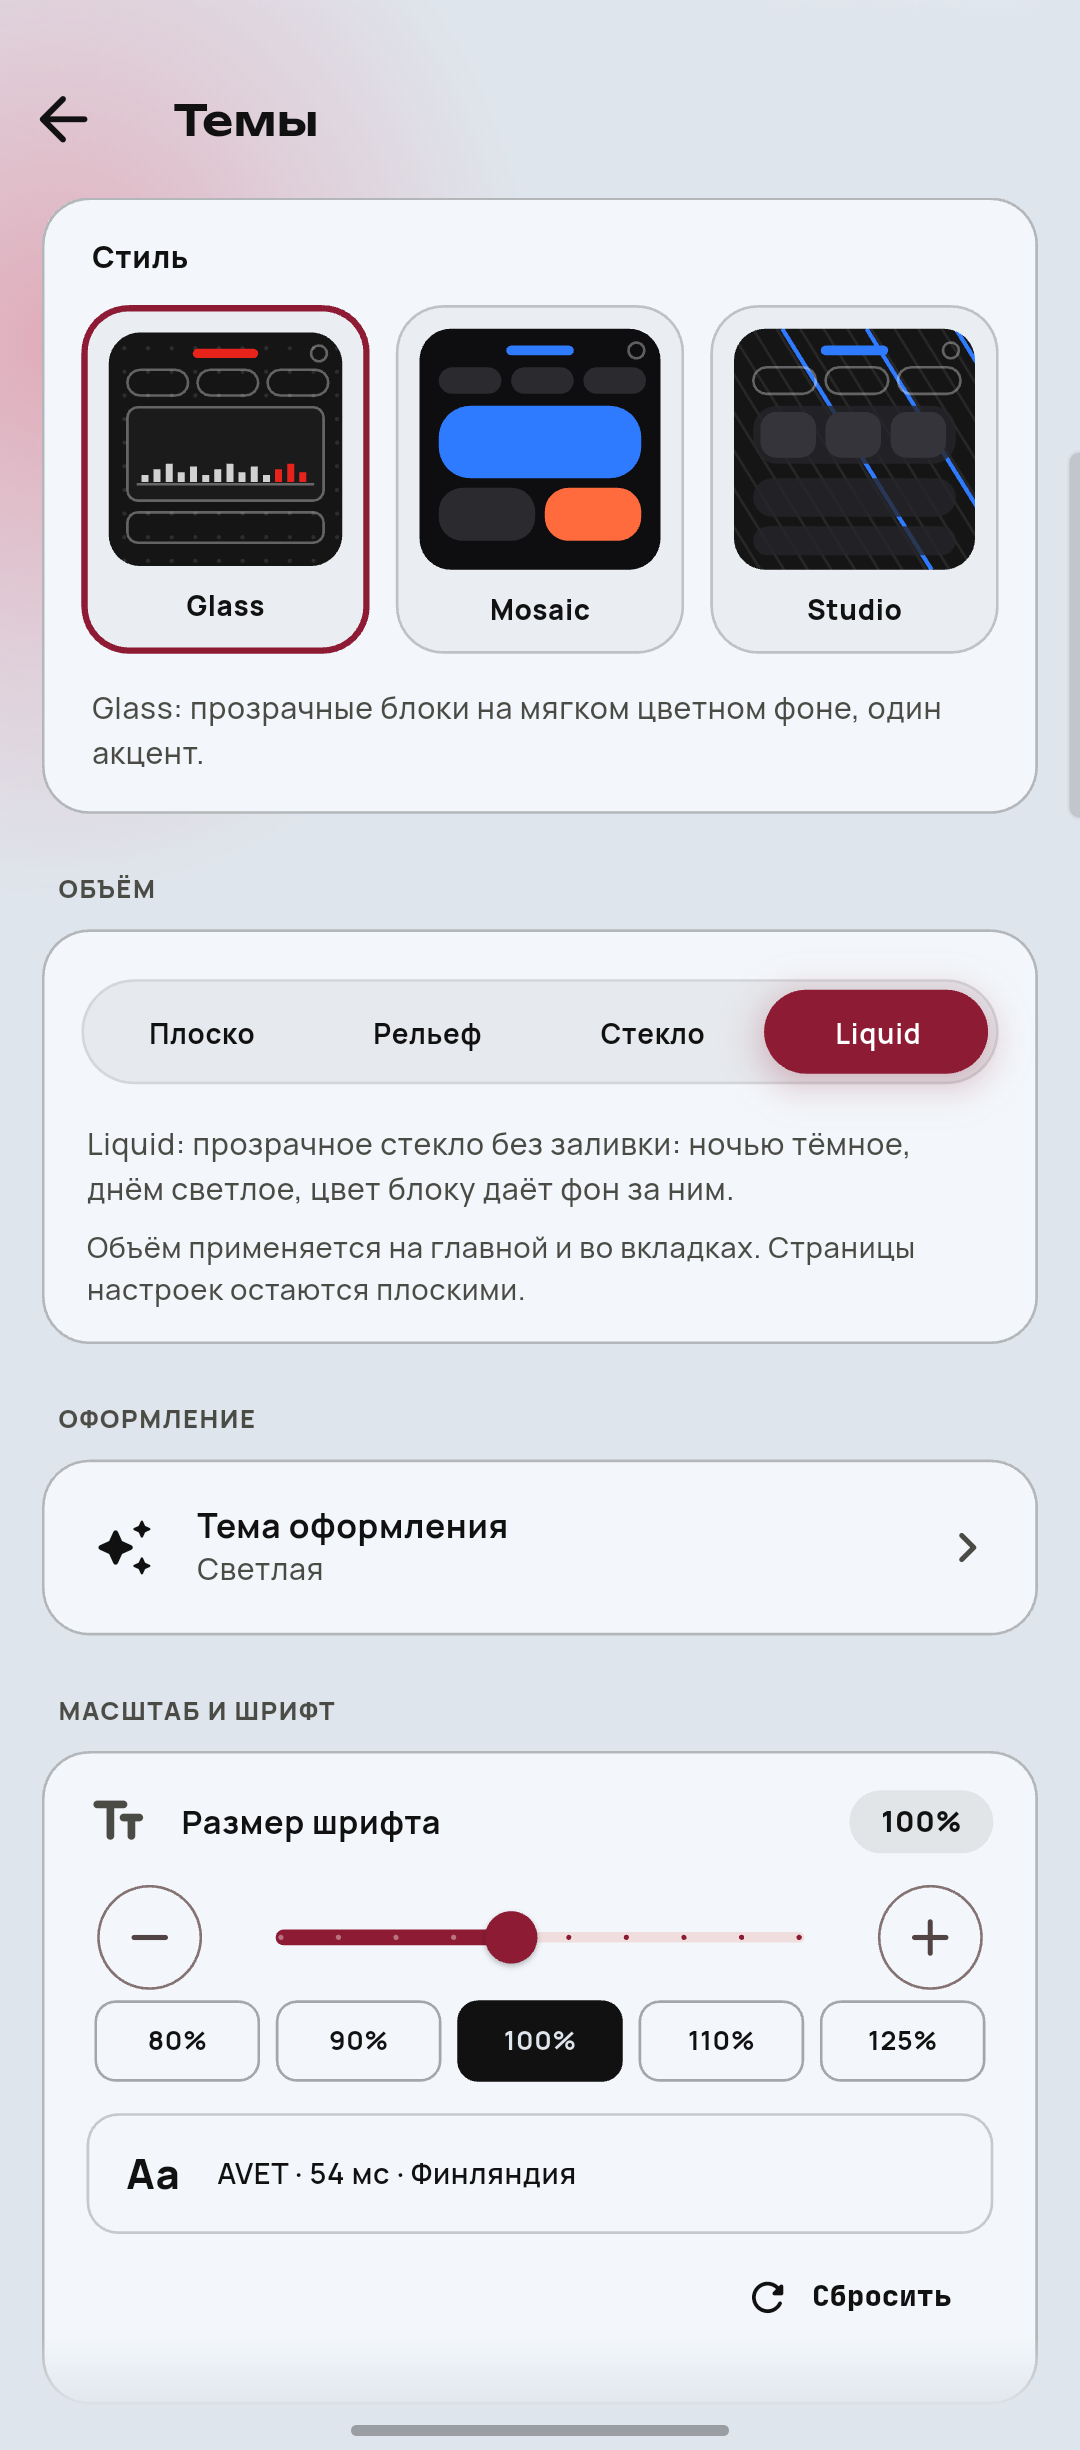 Темы
Стиль
Glass
Mosaic
Studio
Glass: прозрачные блоки на мягком цветном фоне, один
акцент.
ОБЪЁМ
Плоско
Рельеф
Стекло
Liquid
Liquid: прозрачное стекло без заливки: ночью тёмное,
днём светлое, цвет блоку даёт фон за ним.
Объём применяется на главной и во вкладках. Страницы
настроек остаются плоскими.
ОФОРМЛЕНИЕ
Тема оформления
Светлая
МАСШТАБ И ШРИФТ
Размер шрифта
100%
80%
90%
100%
110%
125%
Aa
AVET · 54 мс · Финляндия
Сбросить